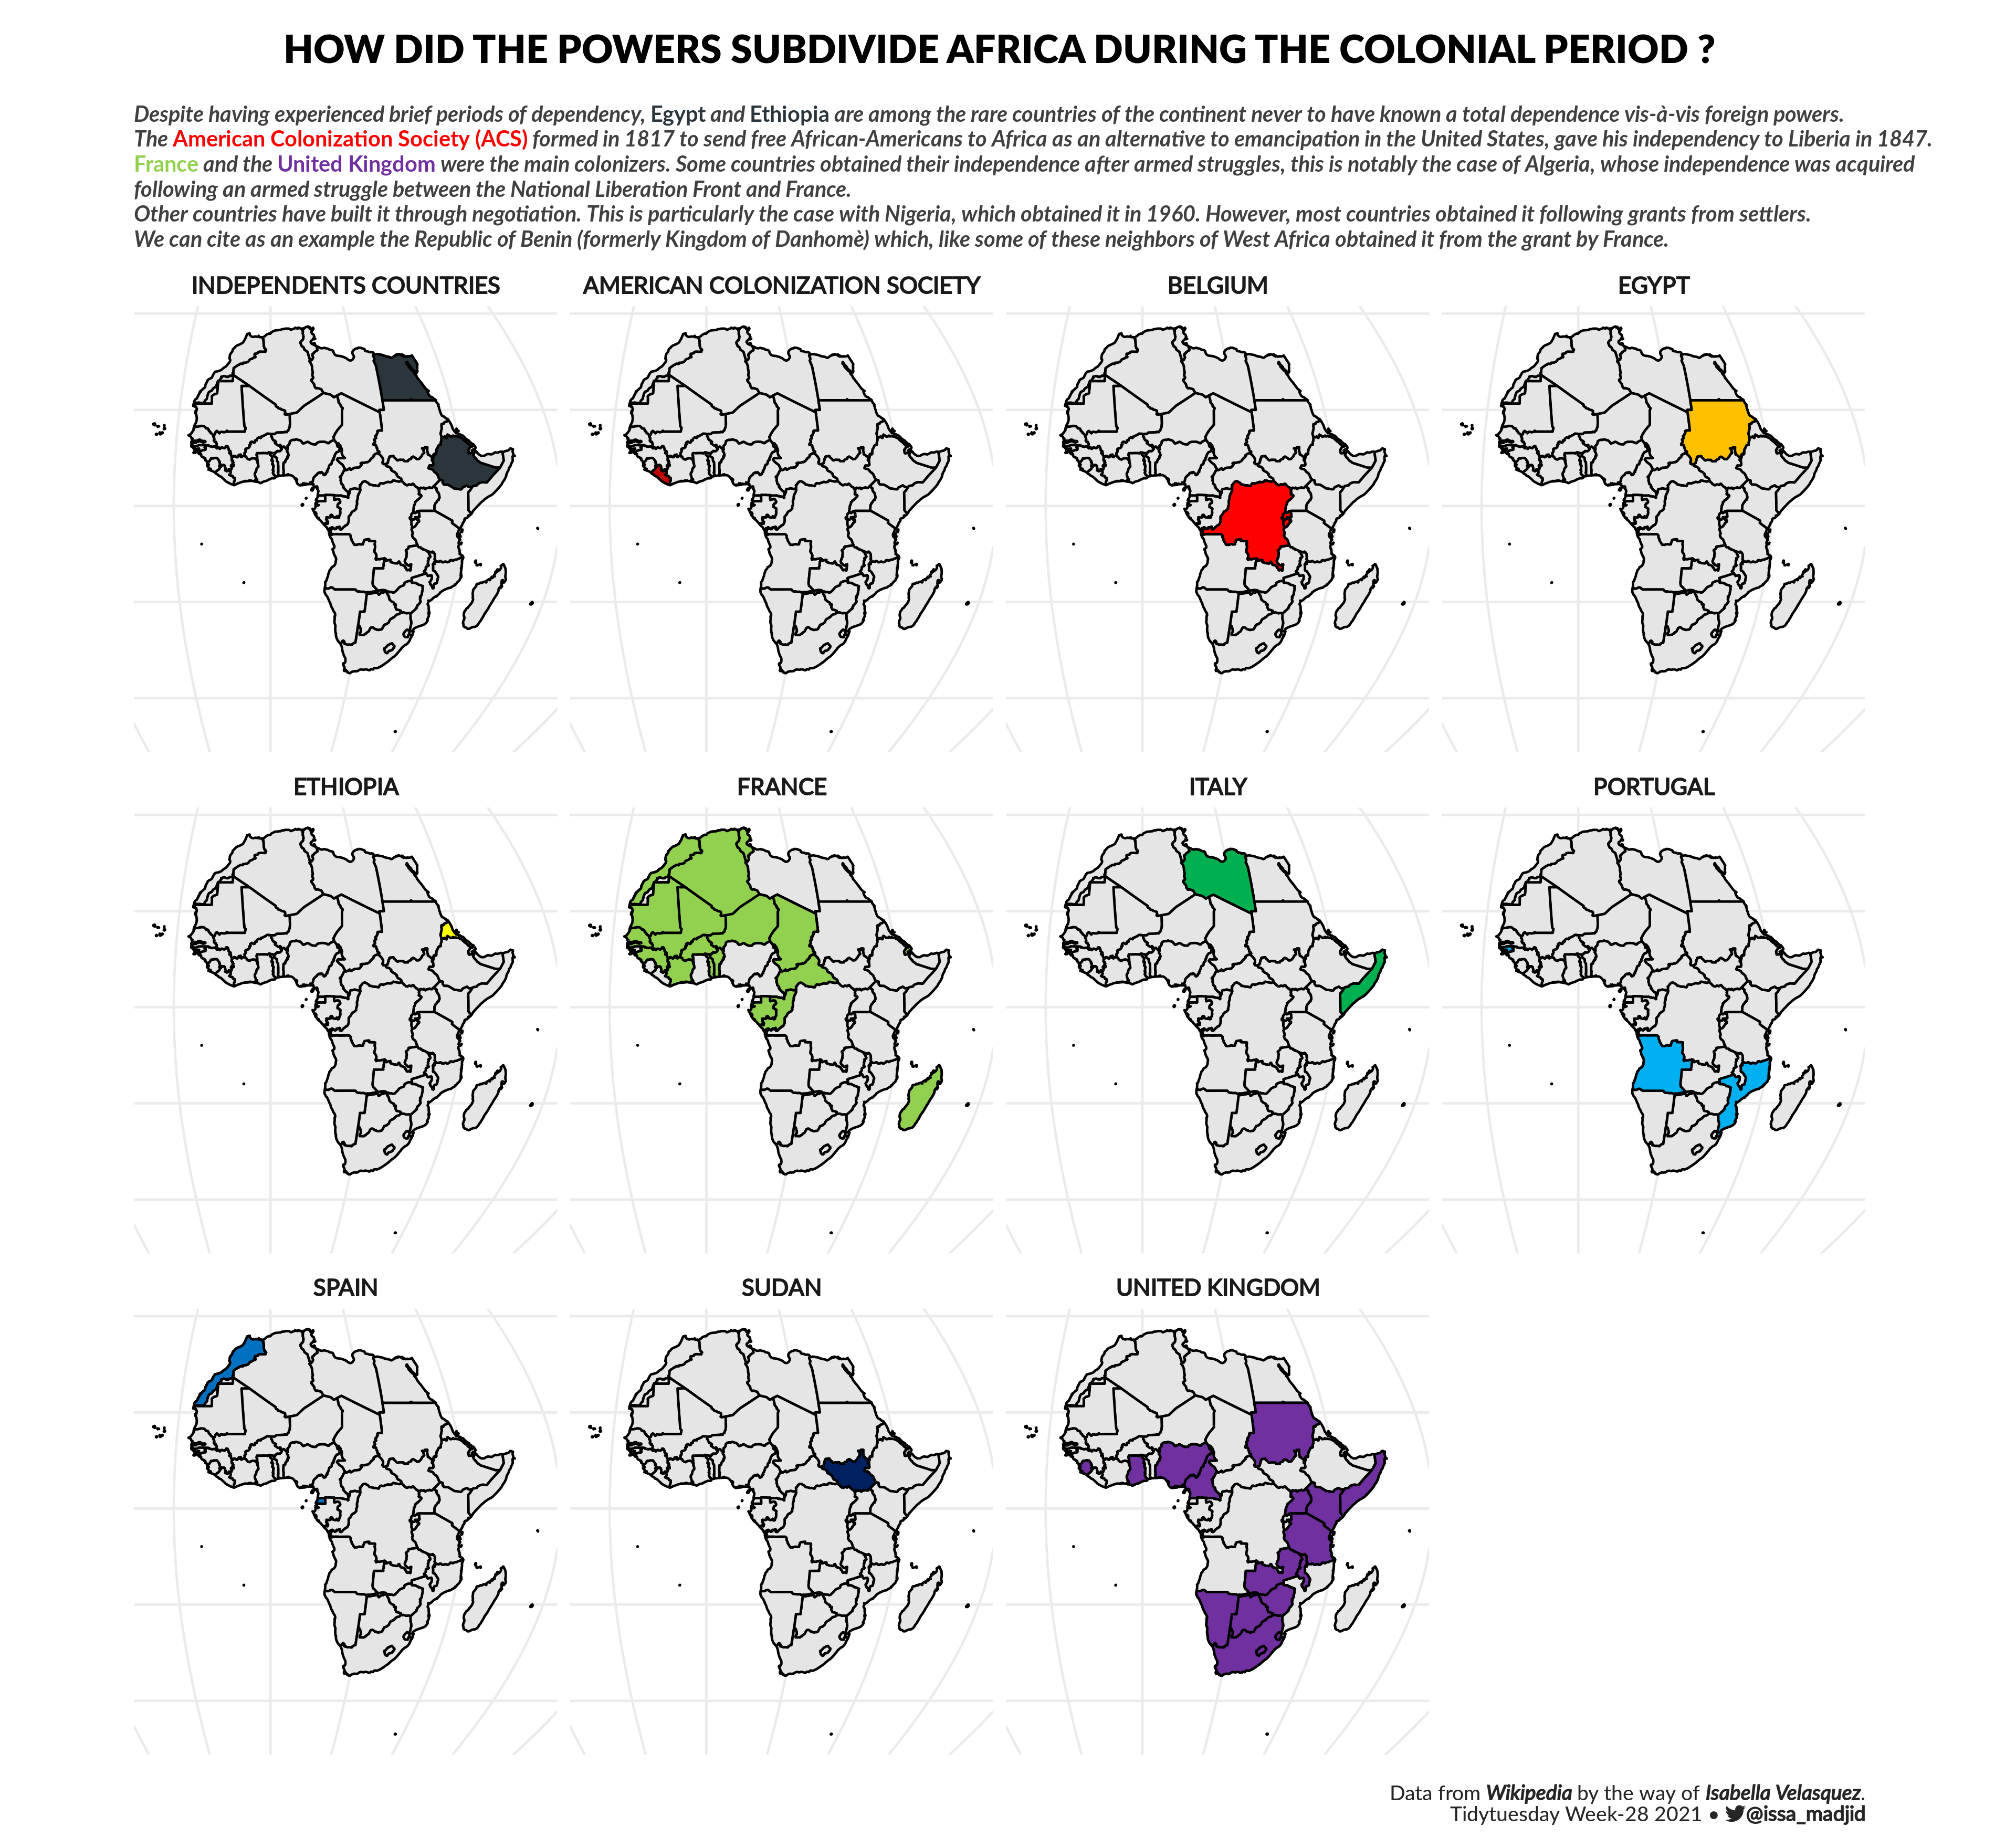 HOW DID THE POWERS SUBDIVIDE AFRICA DURING THE COLONIAL PERIOD ?
Despite having experienced brief periods of dependency, Egypt and Ethiopia are among the rare countries of the continent never to have known a total dependence vis-à-vis foreign powers.
The American Colonization Society (ACS) formed in 1817 to send free African-Americans to Africa as an alternative to emancipation in the United States, gave his independency to Liberia in 1847.
France and the United Kingdom were the main colonizers. Some countries obtained their independence after armed struggles, this is notably the case of Algeria, whose independence was acquired
following an armed struggle between the National Liberation Front and France.
Other countries have built it through negotiation. This is particularly the case with Nigeria, which obtained it in 1960. However, most countries obtained it following grants from settlers.
We can cite as an example the Republic of Benin (formerly Kingdom of Danhomè) which, like some of these neighbors of West Africa obtained it from the grant by France.
INDEPENDENTS COUNTRIES
AMERICAN COLONIZATION SOCIETY
BELGIUM
EGYPT
ETHIOPIA
FRANCE
ITALY
PORTUGAL
SPAIN
SUDAN
UNITED KINGDOM
Data from Wikipedia by the way of Isabella Velasquez.
Tidytuesday Week-28 2021 • @issa_madjid